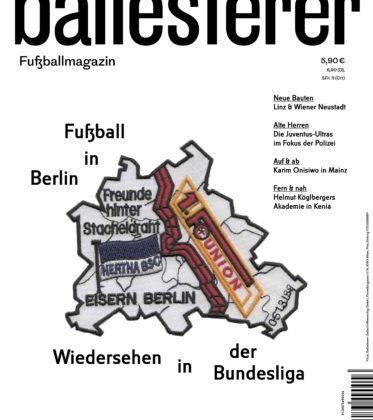 ballesterer
Fußballmagazin
5,90 €
Neue Bauten
Linz & Wiener Neustadt
Alte Herren
Die Juventus-Ultras
im Fokus der Polizei
Auf & ab
Karim Onisiwo in Mainz
Fern & nah
Helmut Köglbergers
Akademie in Kenia
Fußball
in
Berlin
Freunde
hinter
Stacheldraht
HERTHA BSC
1. F
UNION
EISERN BERLIN
Wiedersehen in der
Bundesliga